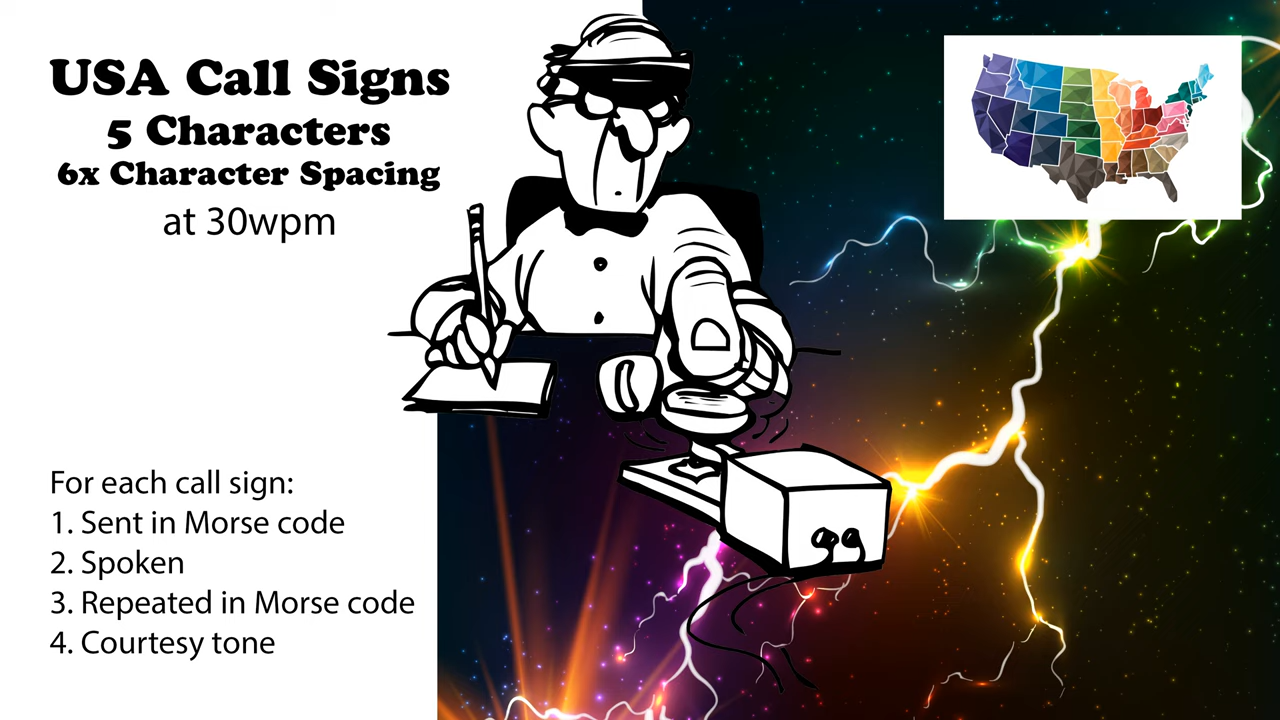 USA Call Signs
5 Characters
6x Character Spacing
at 30wpm
For each call sign:
1. Sent in Morse code
2. Spoken
3. Repeated in Morse code
4. Courtesy tone